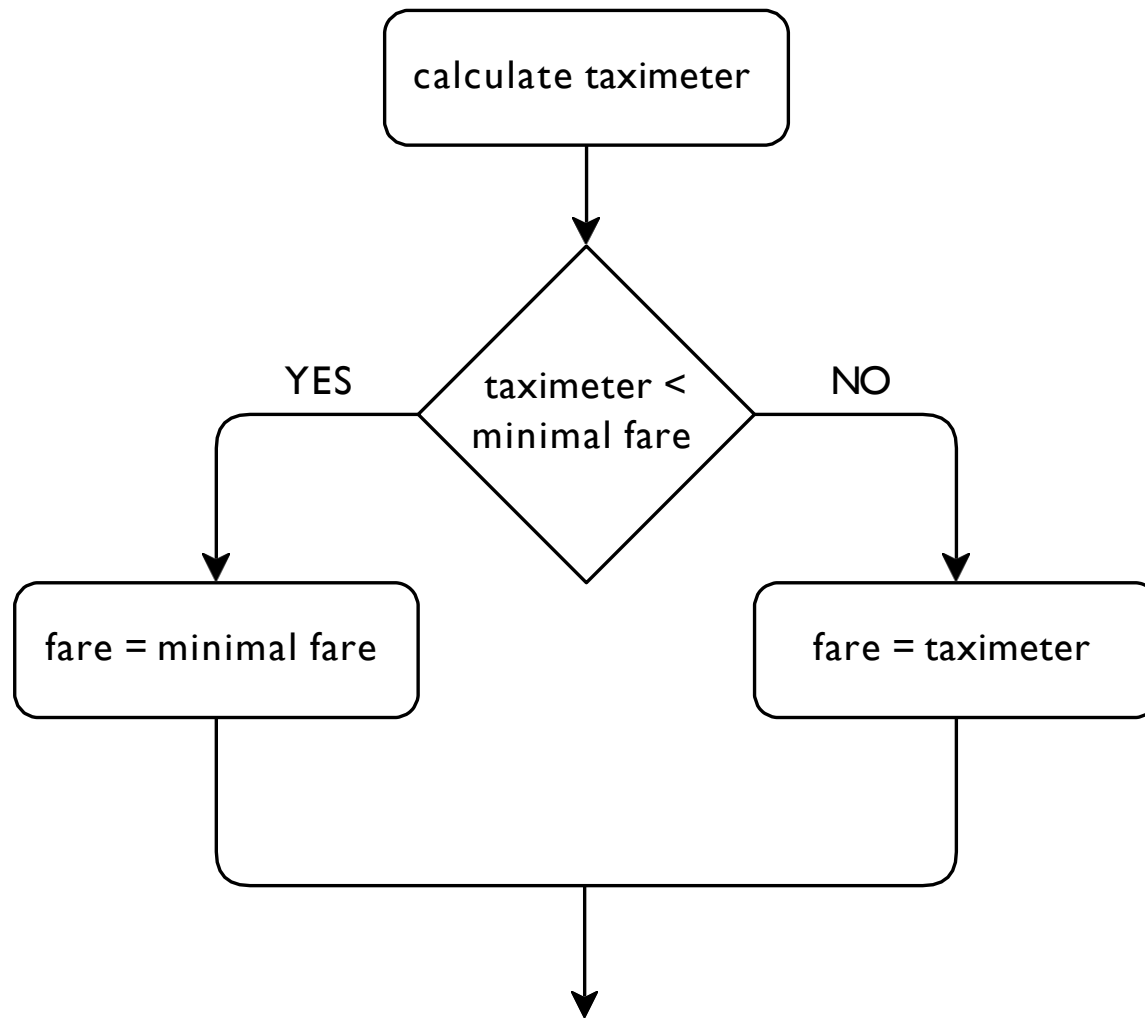 calculate taximeter
YES
taximeter <
minimal fare
NO
fare = minimal fare
fare = taximeter